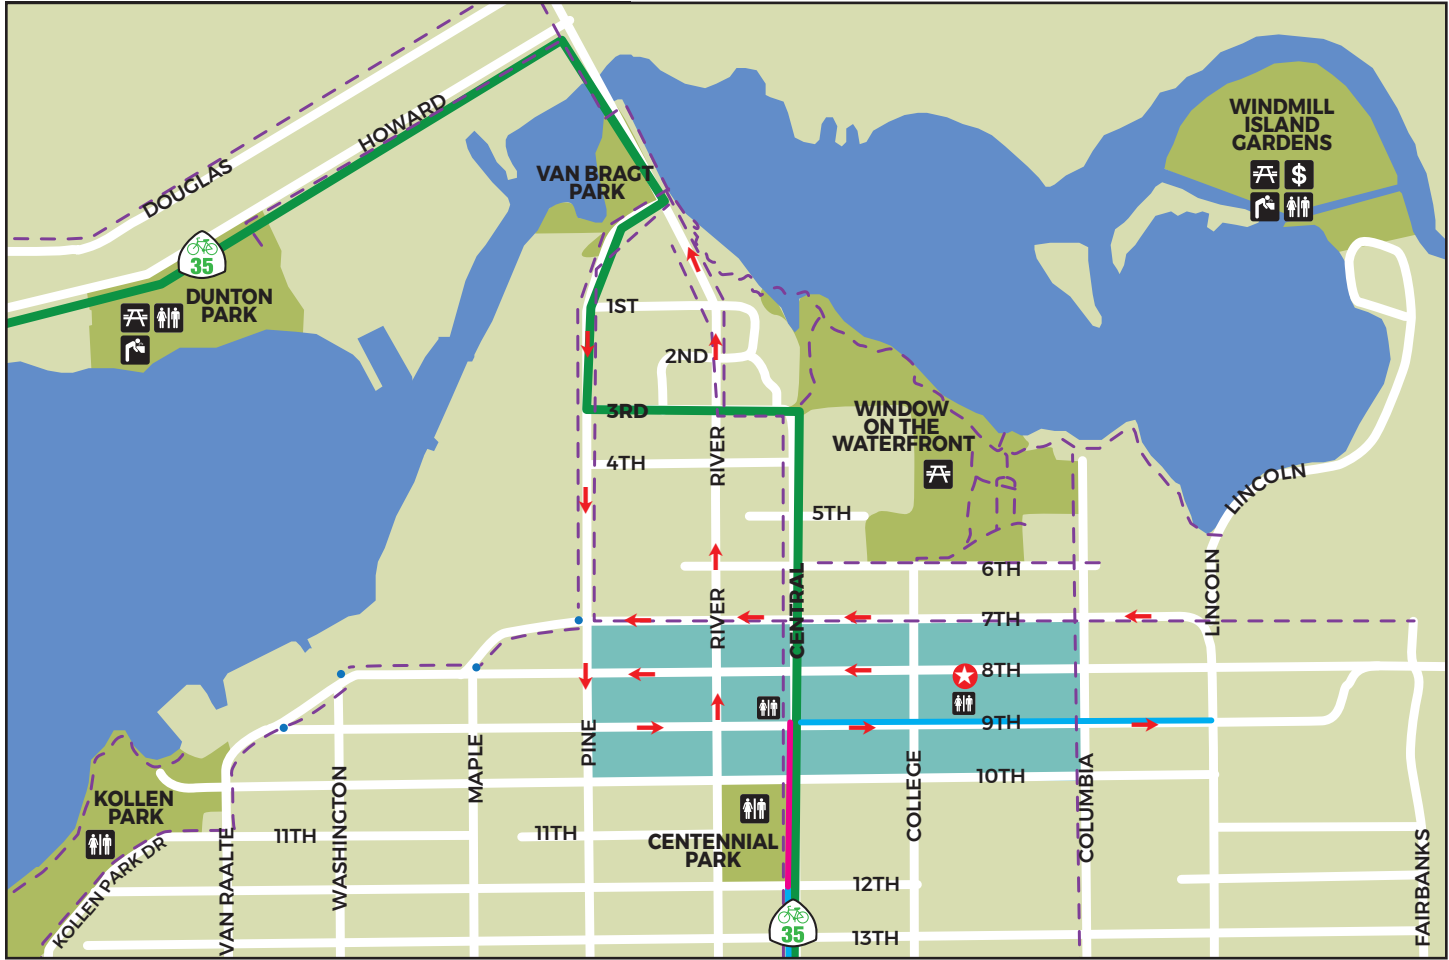 WINDMILL
ISLAND
GARDENS
$
HOWARD
DOUGLAS
VAN BRAGT
PARK
35
DUNTON
PARK
1ST
2ND
3RD
WINDOW
ON THE
WATERFRONT
4TH
RIVER
LINCOLN
5TH
6TH
CENTRAL
LINCOLN
RIVER
7TH
8TH
9TH
PINE
MAPLE
WASHINGTON
COLLEGE
COLUMBIA
10TH
KOLLEN
PARK
11TH
11TH
CENTENNIAL
PARK
KOLLEN PARK DR
VAN RAALTE
FAIRBANKS
12TH
35
13TH